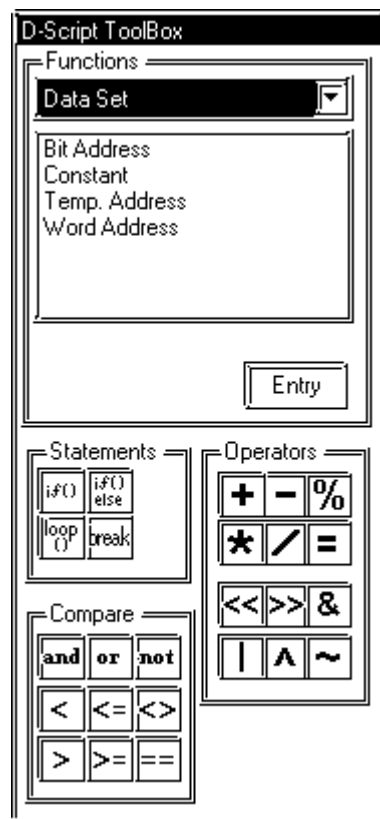 D-Script ToolBox
Functions
Data Set
Bit Address
Constant
Temp. Address
Word Address
Entry
Statements
if()
if()
else
loop
()
break
Operators
+ - %
* / =
<< >> &
| ^ ~
Compare
and or not
< <= <>
> >= ==